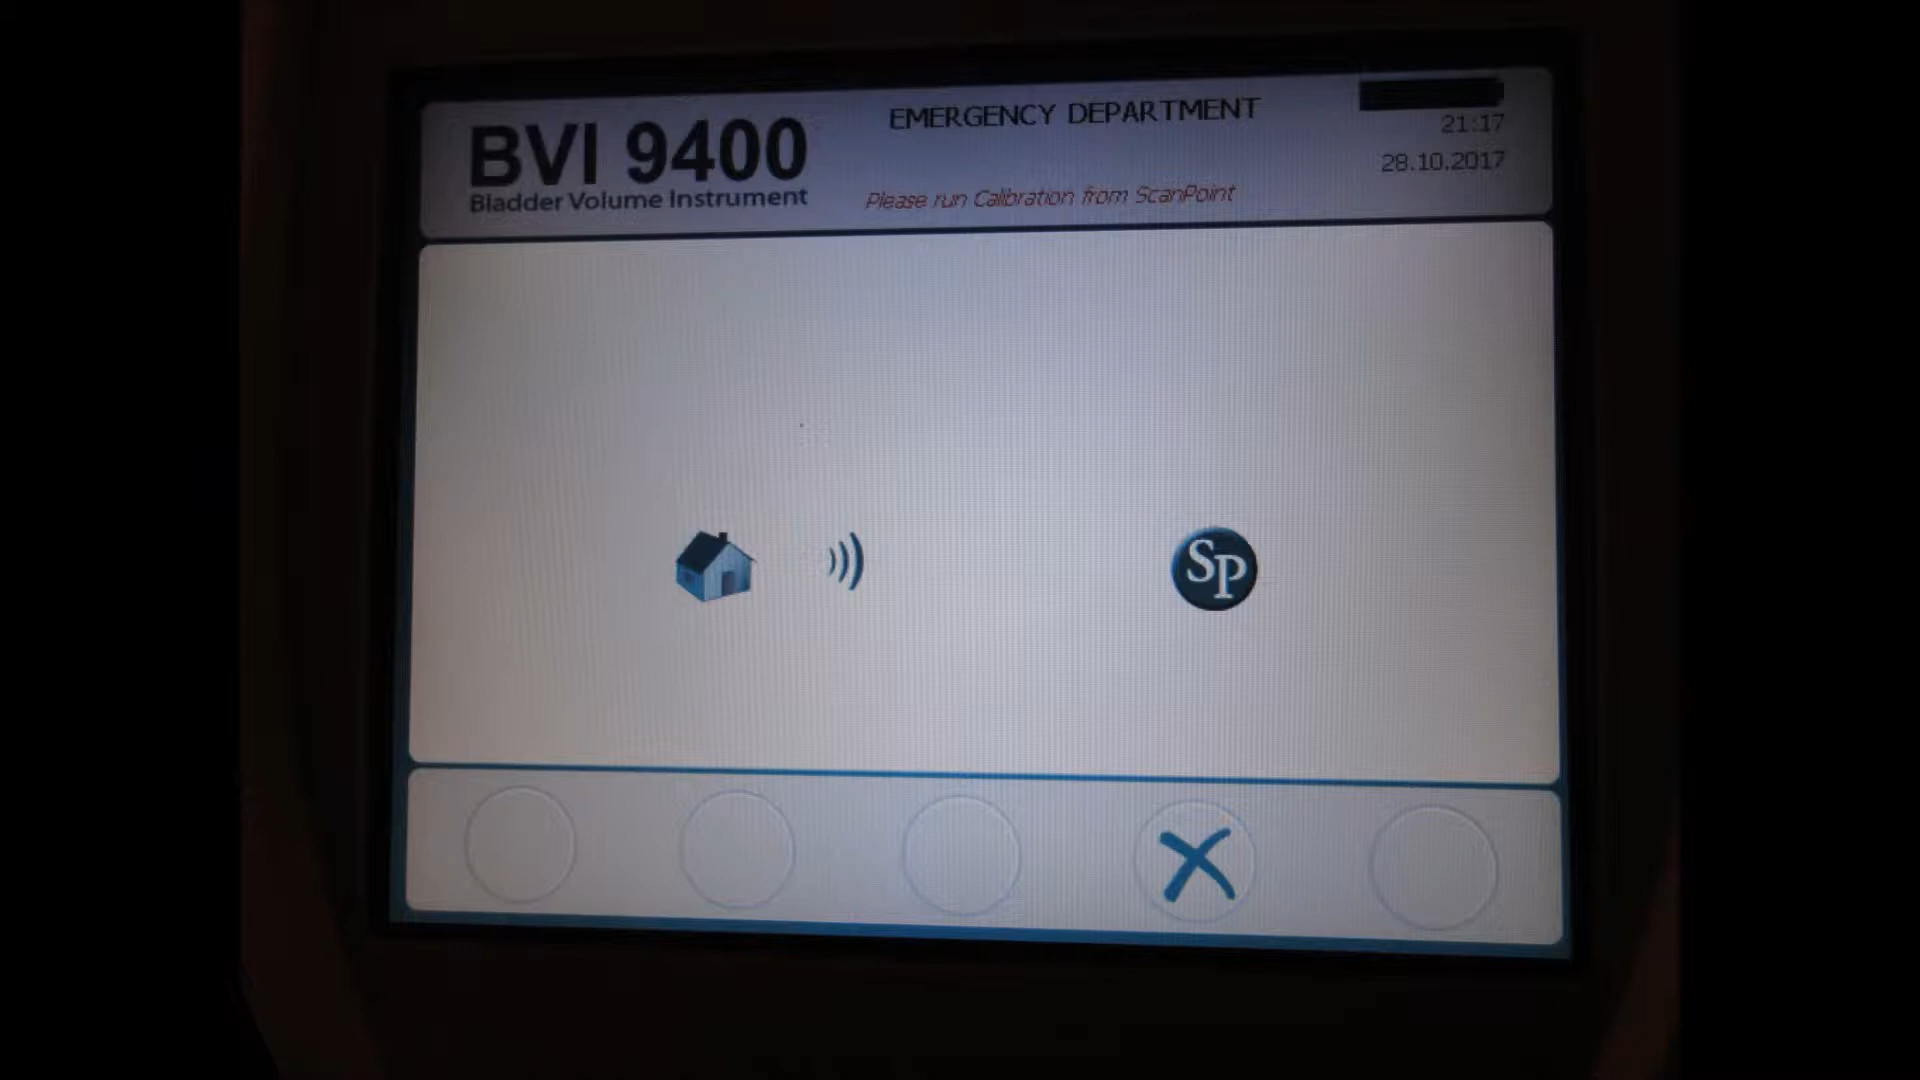 BVI 9400
Bladder Volume Instrument
EMERGENCY DEPARTMENT
Please run Calibration from ScanPoint
21:17
28.10.2017
SP